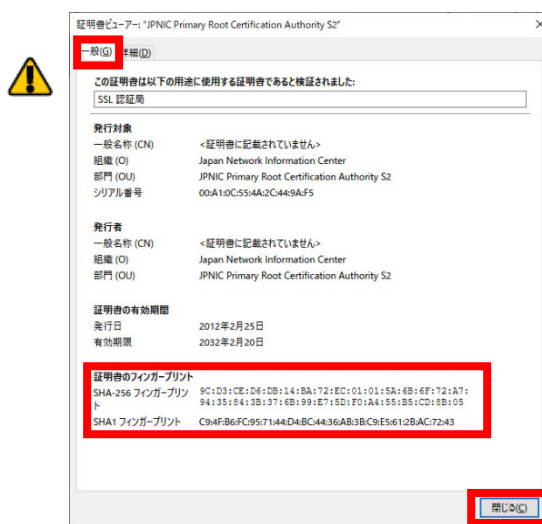 証明書ビューアー: "JPNIC Primary Root Certification Authority S2"
一般(G) 詳細(D)
この証明書は以下の用途に使用する証明書であると検証されました:
SSL 認証局
発行対象
一般名称 (CN) <証明書に記載されていません>
組織 (O) Japan Network Information Center
部門 (OU) JPNIC Primary Root Certification Authority S2
シリアル番号 00:A1:0C:55:4A:2C:44:9A:F5
発行者
一般名称 (CN) <証明書に記載されていません>
組織 (O) Japan Network Information Center
部門 (OU) JPNIC Primary Root Certification Authority S2
証明書の有効期間
発行日 2012年2月25日
有効期限 2032年2月20日
証明書のフィンガープリント
SHA-256 フィンガープリン 9C:D3:CE:D6:DB:14:BA:72:EC:01:01:5A:6B:6F:72:A7:
ト 94:35:84:3B:37:6B:99:E7:5D:F0:A4:55:B5:CD:8B:05
SHA1 フィンガープリント C9:4F:B6:FC:95:71:44:D4:BC:44:36:AB:3B:C9:E5:61:2B:AC:72:43
閉じる(C)